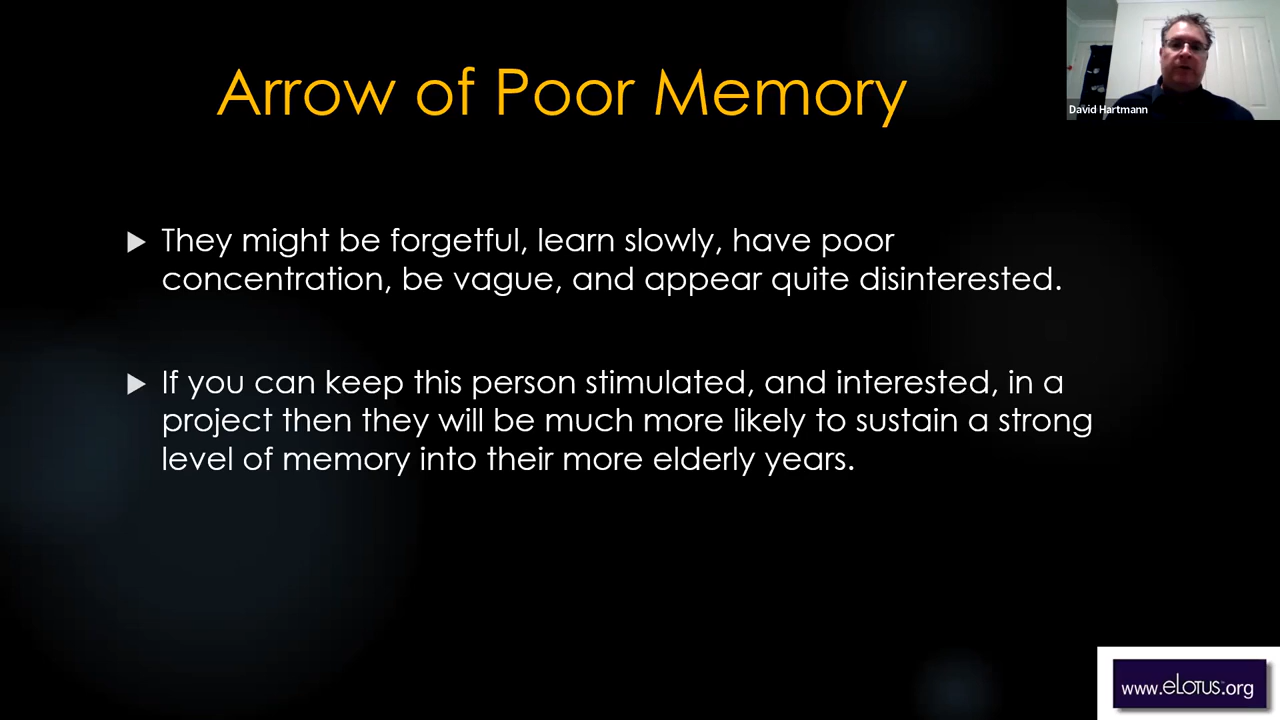 Arrow of Poor Memory
David Hartmann
They might be forgetful, learn slowly, have poor
concentration, be vague, and appear quite disinterested.
If you can keep this person stimulated, and interested, in a
project then they will be much more likely to sustain a strong
level of memory into their more elderly years.
www.eLotus.org